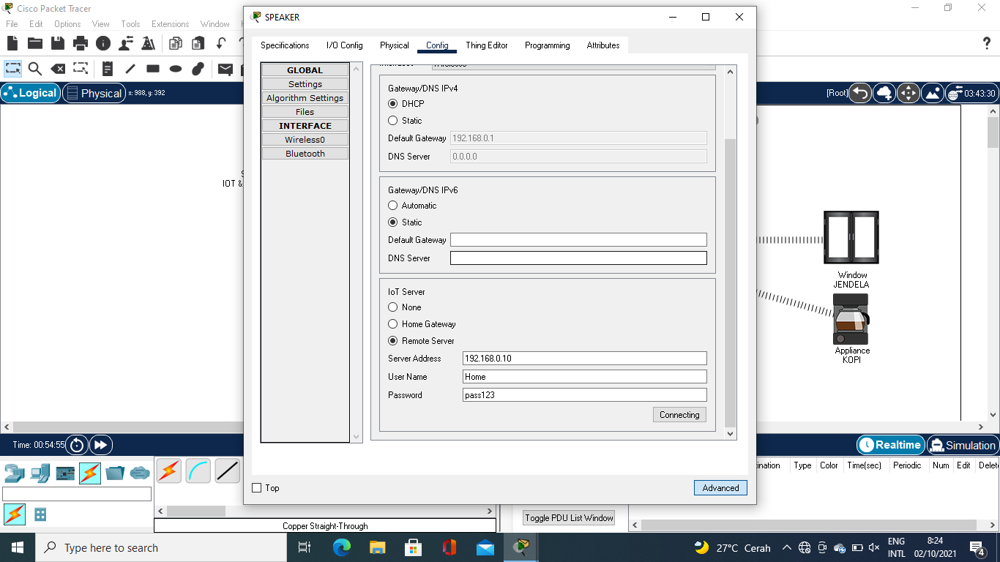 Cisco Packet Tracer
File Edit Options View Tools Extensions Window
SPEAKER
Specifications I/O Config Physical Config Thing Editor Programming Attributes
GLOBAL
Settings
Algorithm Settings
Files
INTERFACE
Wireless0
Bluetooth
Gateway/DNS IPv4
DHCP
Static
Default Gateway 192.168.0.1
DNS Server 0.0.0.0
Gateway/DNS IPv6
Automatic
Static
Default Gateway
DNS Server
IoT Server
None
Home Gateway
Remote Server
Server Address 192.168.0.10
User Name Home
Password pass123
Connecting
Top
Advanced
Logical Physical x: 988, y: 392
[Root] 03:43:30
IOT &
Window
JENDELA
Appliance
KOPI
Time: 00:54:55
Realtime Simulation
Type Color Time(sec) Periodic Num Edit
Copper Straight-Through
Toggle PDU List Window
Type here to search
27°C Cerah
ENG
INTL
8:24
02/10/2021
4